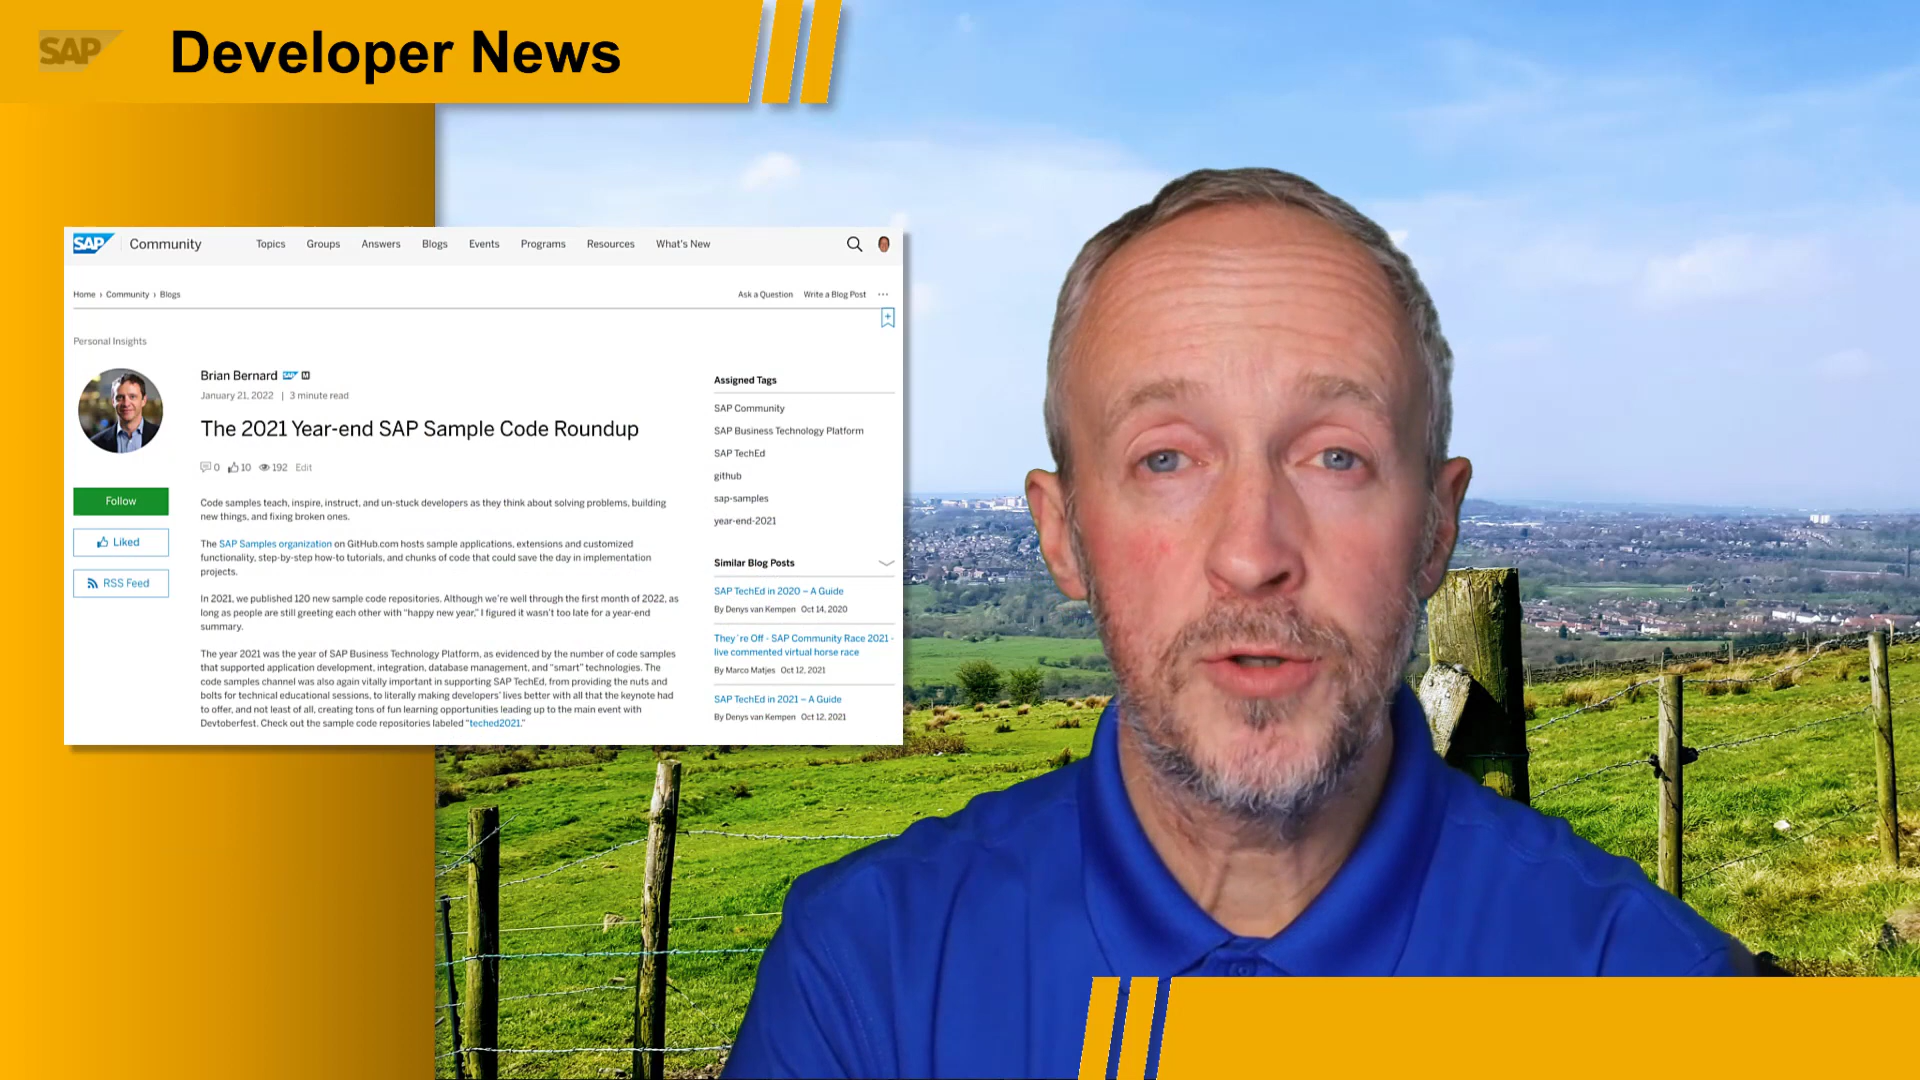 SAP
Developer News
SAP Community Topics Groups Answers Blogs Events Programs Resources What's New
Home › Community › Blogs
Ask a Question Write a Blog Post ...
Personal Insights
Brian Bernard SAP M
January 21, 2022 | 3 minute read
The 2021 Year-end SAP Sample Code Roundup
0 10 192 Edit
Follow
Liked
RSS Feed
Code samples teach, inspire, instruct, and un-stuck developers as they think about solving problems, building
new things, and fixing broken ones.
The SAP Samples organization on GitHub.com hosts sample applications, extensions and customized
functionality, step-by-step how-to tutorials, and chunks of code that could save the day in implementation
projects.
In 2021, we published 120 new sample code repositories. Although we're well through the first month of 2022, as
long as people are still greeting each other with "happy new year," I figured it wasn't too late for a year-end
summary.
The year 2021 was the year of SAP Business Technology Platform, as evidenced by the number of code samples
that supported application development, integration, database management, and "smart" technologies. The
code samples channel was also again vitally important in supporting SAP TechEd, from providing the nuts and
bolts for technical educational sessions, to literally making developers' lives better with all that the keynote had
to offer, and not least of all, creating tons of fun learning opportunities leading up to the main event with
Devtoberfest. Check out the sample code repositories labeled "teched2021."
Assigned Tags
SAP Community
SAP Business Technology Platform
SAP TechEd
github
sap-samples
year-end-2021
Similar Blog Posts
SAP TechEd in 2020 – A Guide
By Denys van Kempen Oct 14, 2020
They´re Off - SAP Community Race 2021 -
live commented virtual horse race
By Marco Matjes Oct 12, 2021
SAP TechEd in 2021 – A Guide
By Denys van Kempen Oct 12, 2021